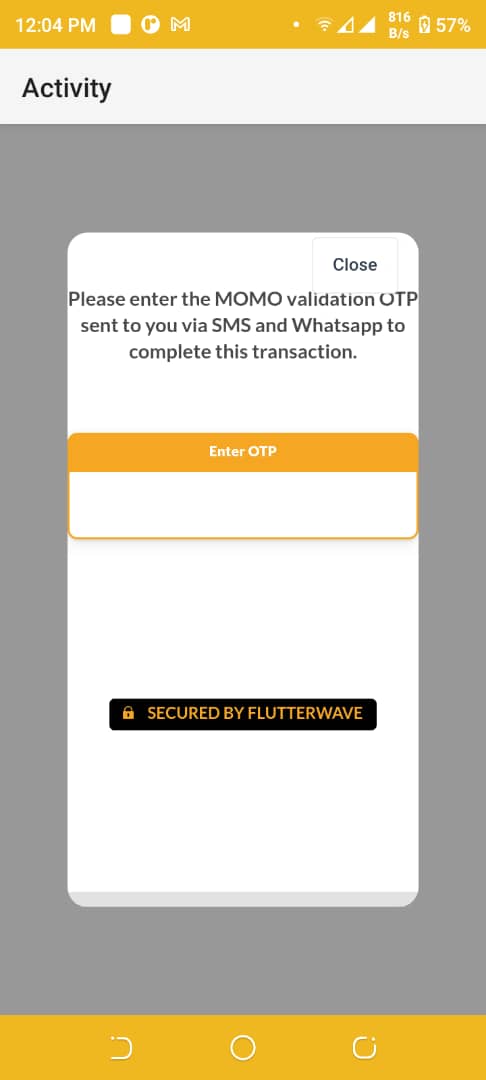 12:04 PM
816
B/s
57%
Activity
Close
Please enter the MOMO validation OTP
sent to you via SMS and Whatsapp to
complete this transaction.
Enter OTP
SECURED BY FLUTTERWAVE